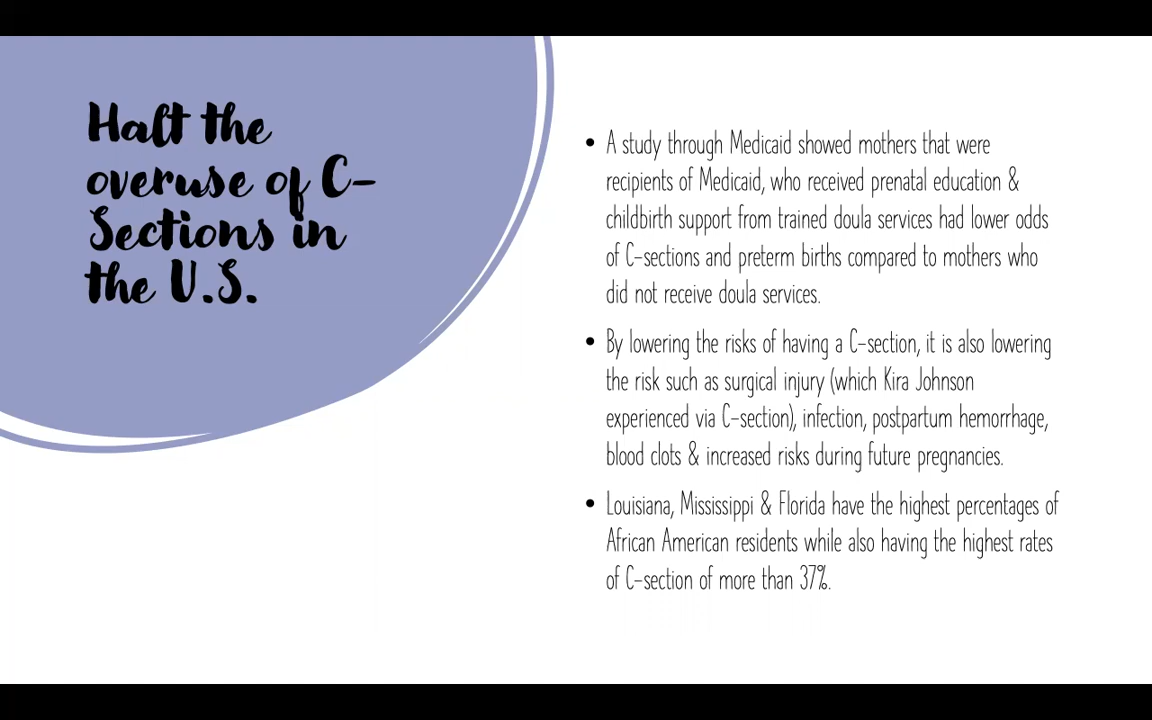 Halt the
overuse of C-
Sections in
the U.S.
• A study through Medicaid showed mothers that were
recipients of Medicaid, who received prenatal education &
childbirth support from trained doula services had lower odds
of C-sections and preterm births compared to mothers who
did not receive doula services.
• By lowering the risks of having a C-section, it is also lowering
the risk such as surgical injury (which Kira Johnson
experienced via C-section), infection, postpartum hemorrhage,
blood clots & increased risks during future pregnancies.
• Louisiana, Mississippi & Florida have the highest percentages of
African American residents while also having the highest rates
of C-section of more than 37%.